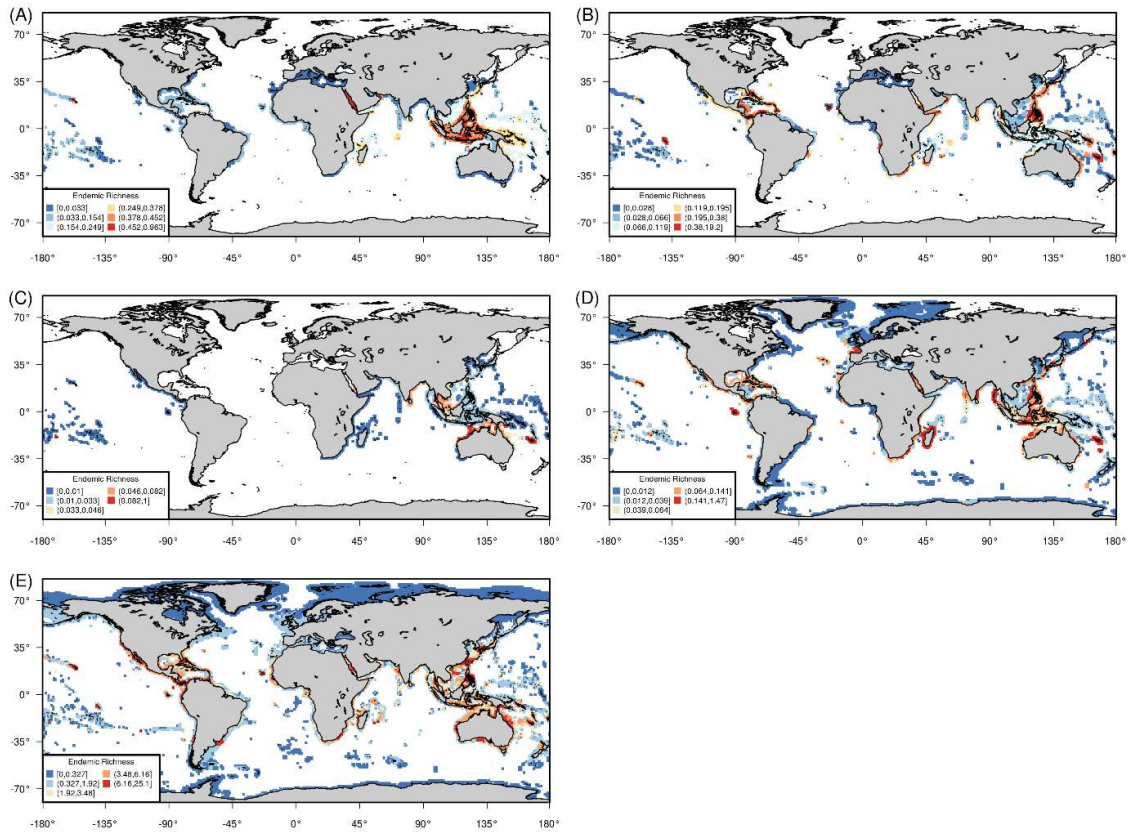 (A)
70°
35°
0°
-35°
-70°
Endemic Richness
[0,0.033] (0.249,0.378]
(0.033,0.154] (0.378,0.452]
(0.154,0.249] (0.452,0.963]
-180 -135 -90 -45 0° 45 90° 135 180
(B)
70°
35°
0°
-35°
-70°
Endemic Richness
[0,0.028] (0.119,0.195]
(0.028,0.066] (0.195,0.38]
(0.066,0.119] (0.38,19.2]
-180 -135 -90 -45 0° 45 90° 135 180
(C)
70°
35°
0°
-35°
-70°
Endemic Richness
[0,0.01] (0.046,0.082]
(0.01,0.033] (0.082,1]
(0.033,0.046]
-180 -135 -90 -45 0° 45 90° 135 180
(D)
70°
35°
0°
-35°
-70°
Endemic Richness
[0,0.012] (0.064,0.141]
(0.012,0.039] (0.141,1.47]
(0.039,0.064]
-180 -135 -90 -45 0° 45 90° 135 180
(E)
70°
35°
0°
-35°
-70°
Endemic Richness
[0,0.327] (3.48,6.16]
(0.327,1.92] (6.16,25.1]
(1.92,3.48]
-180 -135 -90 -45 0° 45 90° 135 180